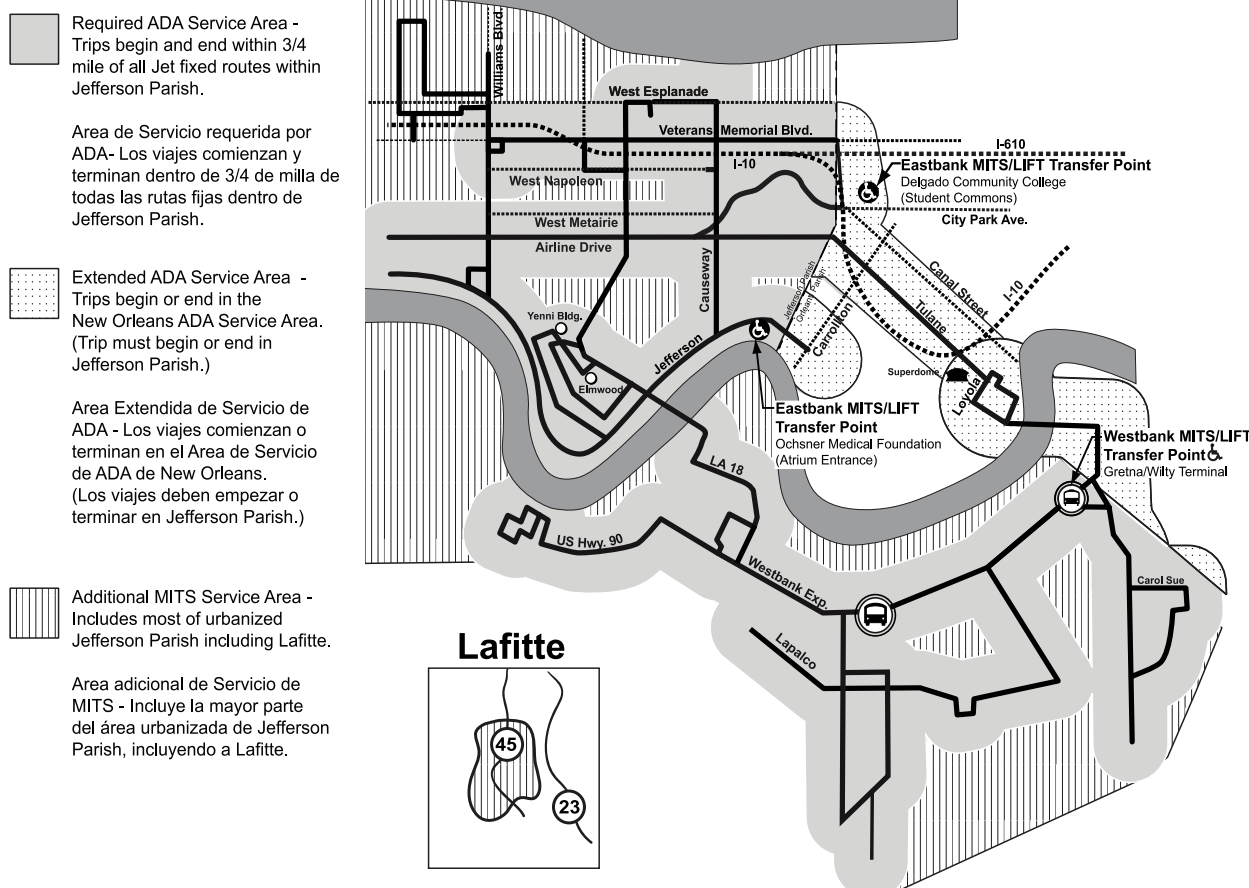 Required ADA Service Area -
Trips begin and end within 3/4
mile of all Jet fixed routes within
Jefferson Parish.
Area de Servicio requerida por
ADA- Los viajes comienzan y
terminan dentro de 3/4 de milla de
todas las rutas fijas dentro de
Jefferson Parish.
Extended ADA Service Area -
Trips begin or end in the
New Orleans ADA Service Area.
(Trip must begin or end in
Jefferson Parish.)
Area Extendida de Servicio de
ADA - Los viajes comienzan o
terminan en el Area de Servicio
de ADA de New Orleans.
(Los viajes deben empezar o
terminar en Jefferson Parish.)
Additional MITS Service Area -
Includes most of urbanized
Jefferson Parish including Lafitte.
Area adicional de Servicio de
MITS - Incluye la mayor parte
del área urbanizada de Jefferson
Parish, incluyendo a Lafitte.
Williams Blvd.
West Esplanade
Veterans Memorial Blvd.
I-610
I-10
West Napoleon
Eastbank MITS/LIFT Transfer Point
Delgado Community College
(Student Commons)
City Park Ave.
West Metairie
Airline Drive
Causeway
Jefferson Parish
Orleans Parish
Carrollton
Canal Street
Tulane
I-10
Yenni Bldg.
Elmwood
Jefferson
Superdome
Loyola
Eastbank MITS/LIFT
Transfer Point
Ochsner Medical Foundation
(Atrium Entrance)
Westbank MITS/LIFT
Transfer Point
Gretna/Wilty Terminal
LA 18
US Hwy. 90
Westbank Exp.
Carol Sue
Lapalco
Lafitte
45
23